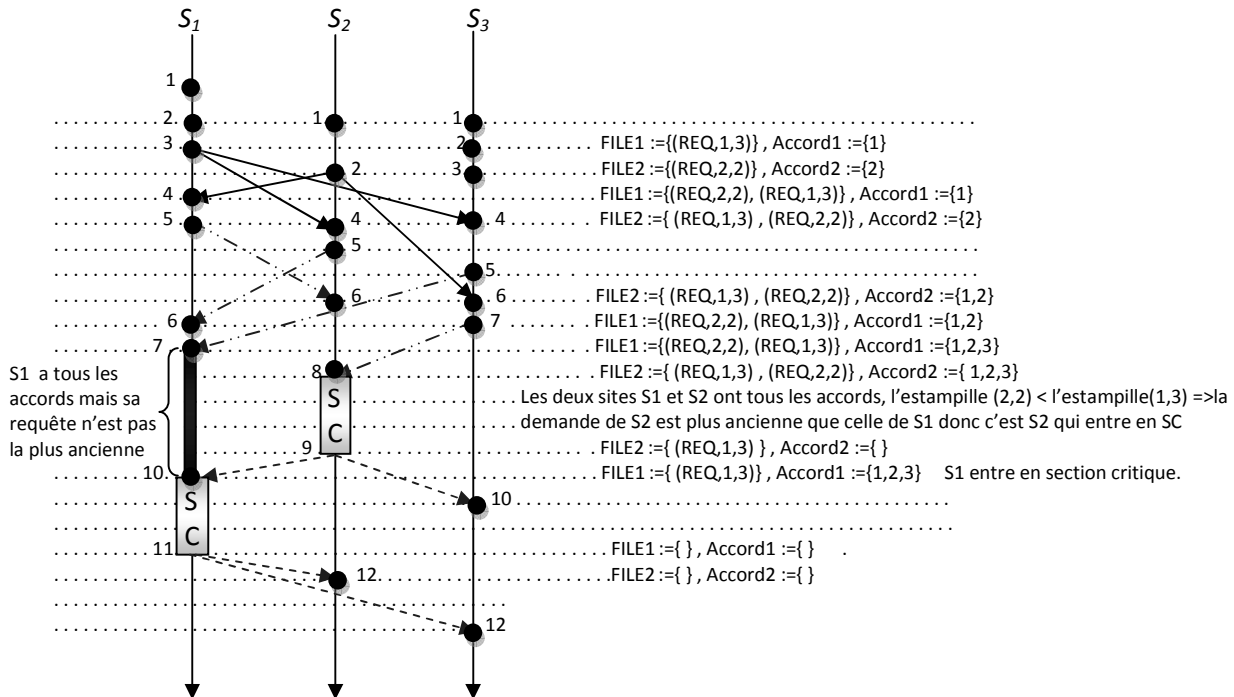 S1 S2 S3
1
2 1 1
3 2 FILE1 :={(REQ,1,3)} , Accord1 :={1}
2 3 FILE2 :={(REQ,2,2)} , Accord2 :={2}
4 FILE1 :={(REQ,2,2), (REQ,1,3)} , Accord1 :={1}
5 4 4 FILE2 :={ (REQ,1,3) , (REQ,2,2)} , Accord2 :={2}
5
5
6 6 FILE2 :={ (REQ,1,3) , (REQ,2,2)} , Accord2 :={1,2}
6 7 FILE1 :={(REQ,2,2), (REQ,1,3)} , Accord1 :={1,2}
7 FILE1 :={(REQ,2,2), (REQ,1,3)} , Accord1 :={1,2,3}
8 FILE2 :={ (REQ,1,3) , (REQ,2,2)} , Accord2 :={ 1,2,3}
S1 a tous les
accords mais sa
requête n'est pas
la plus ancienne
S
C
Les deux sites S1 et S2 ont tous les accords, l'estampille (2,2) < l'estampille(1,3) =>la
demande de S2 est plus ancienne que celle de S1 donc c'est S2 qui entre en SC
9 FILE2 :={ (REQ,1,3) } , Accord2 :={ }
10 FILE1 :={ (REQ,1,3)} , Accord1 :={1,2,3} S1 entre en section critique.
S
C
10
11 FILE1 :={ } , Accord1 :={ } .
12 FILE2 :={ } , Accord2 :={ }
12